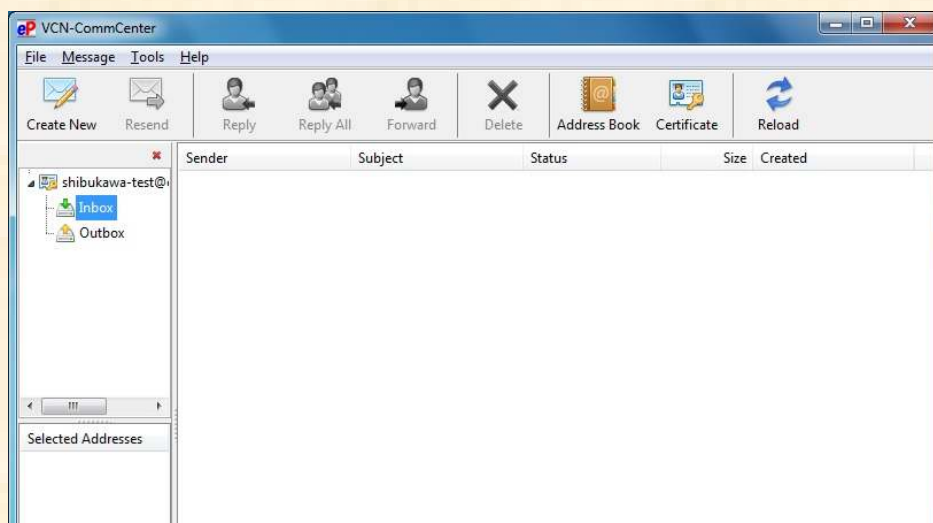 eP VCN-CommCenter
File Message Tools Help
Create New Resend Reply Reply All Forward Delete Address Book Certificate Reload
Sender Subject Status Size Created
shibukawa-test@
Inbox
Outbox
Selected Addresses